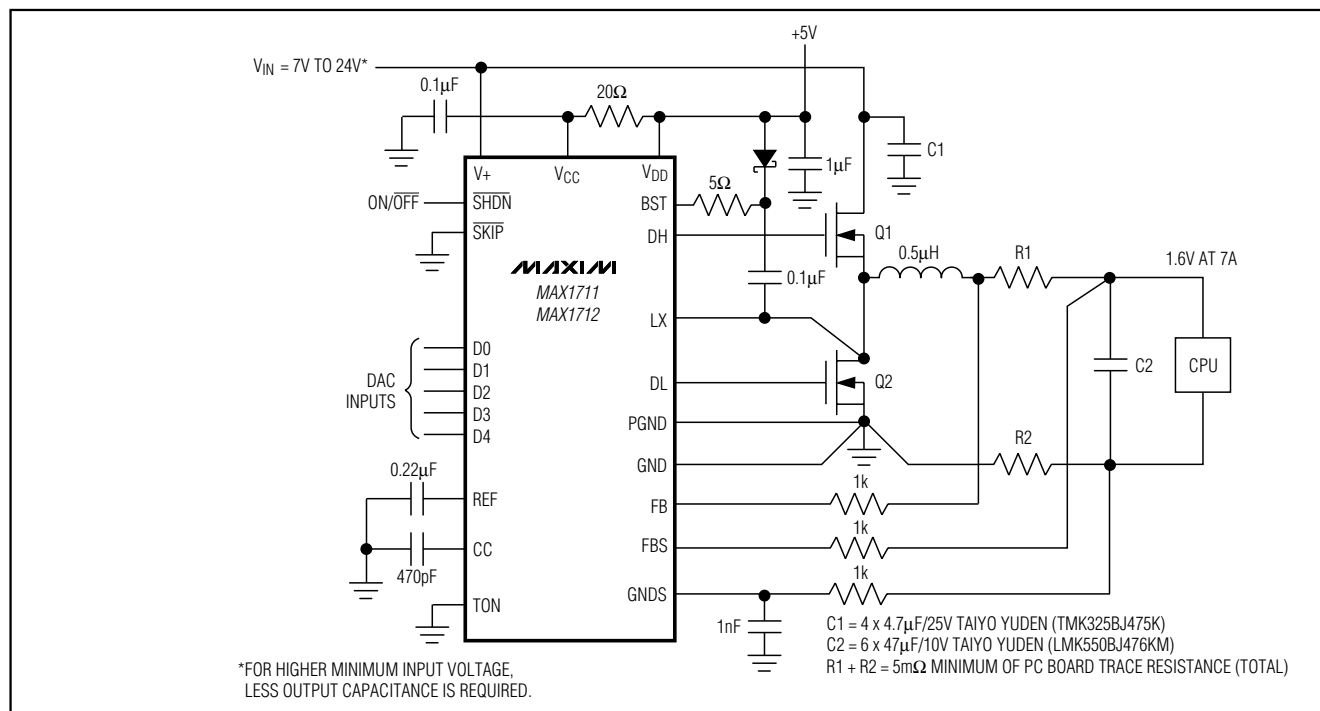 +5V
VIN = 7V TO 24V*
0.1μF
20Ω
C1
1μF
V+
VCC
VDD
5Ω
ON/OFF
SHDN
BST
SKIP
DH
Q1
MAXIM
MAX1711
MAX1712
0.1μF
0.5μH
R1
1.6V AT 7A
LX
D0
D1
D2
D3
D4
DAC
INPUTS
DL
Q2
C2
CPU
PGND
GND
R2
0.22μF
REF
FB
1k
CC
470pF
FBS
1k
TON
GNDS
1k
1nF
C1 = 4 x 4.7μF/25V TAIYO YUDEN (TMK325BJ475K)
C2 = 6 x 47μF/10V TAIYO YUDEN (LMK550BJ476KM)
R1 + R2 = 5mΩ MINIMUM OF PC BOARD TRACE RESISTANCE (TOTAL)
*FOR HIGHER MINIMUM INPUT VOLTAGE,
LESS OUTPUT CAPACITANCE IS REQUIRED.